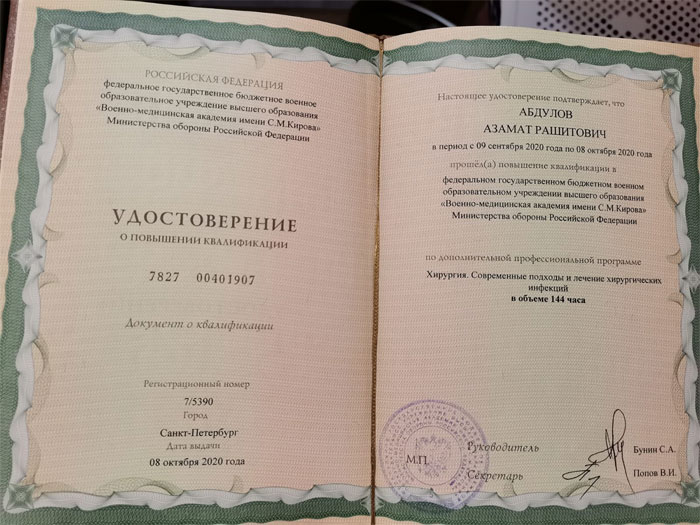 РОССИЙСКАЯ ФЕДЕРАЦИЯ
федеральное государственное бюджетное военное
образовательное учреждение высшего образования
«Военно-медицинская академия имени С.М.Кирова»
Министерства обороны Российской Федерации
УДОСТОВЕРЕНИЕ
О ПОВЫШЕНИИ КВАЛИФИКАЦИИ
7827 00401907
Документ о квалификации
Регистрационный номер
7/5390
Город
Санкт-Петербург
Дата выдачи
08 октября 2020 года
Настоящее удостоверение подтверждает, что
АБДУЛОВ
АЗАМАТ РАШИТОВИЧ
в период с 09 сентября 2020 года по 08 октября 2020 года
прошёл(а) повышение квалификации в
федеральном государственном бюджетном военном
образовательном учреждении высшего образования
«Военно-медицинская академия имени С.М.Кирова»
Министерства обороны Российской Федерации
по дополнительной профессиональной программе
Хирургия. Современные подходы и лечение хирургических
инфекций
в объеме 144 часа
М.П.
Руководитель
Бунин С.А.
Секретарь
Попов В.И.